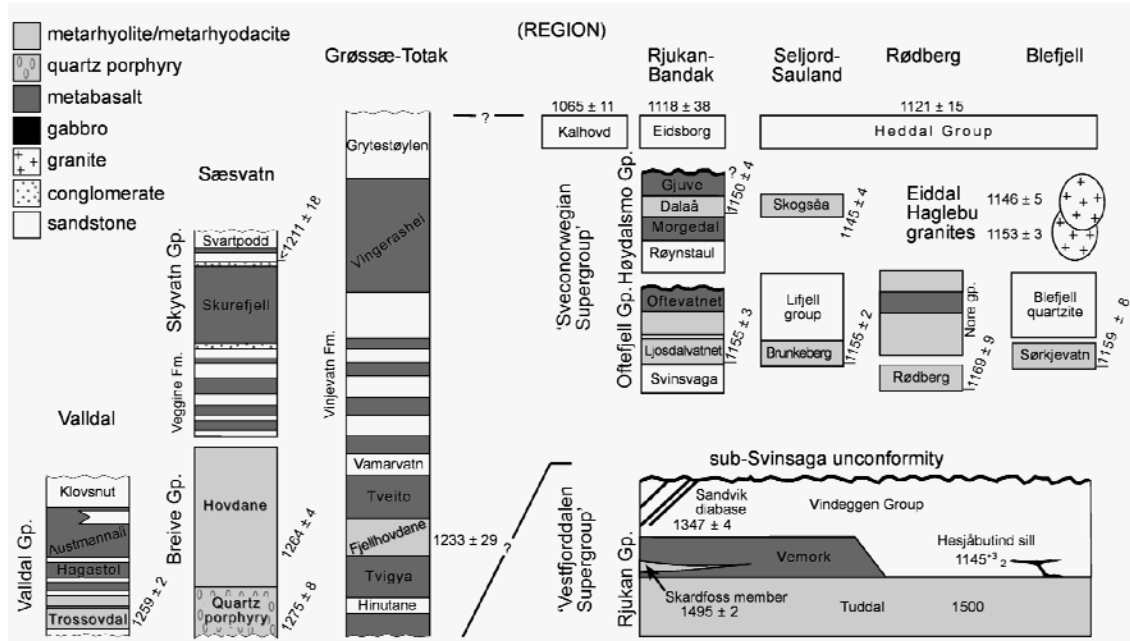 metarhyolite/metarhyodacite
quartz porphyry
metabasalt
gabbro
granite
conglomerate
sandstone
(REGION)
Valldal
Valldal Gp.
Klovsnut
Austmannali
Hagastol
Trossovdal
1259 ± 2
Sæsvatn
Skyvatn Gp.
Svartpodd
<1211 ± 18
Skurefjell
Veggine Fm.
Breive Gp.
Hovdane
1264 ± 4
Quartz
porphyry
1275 ± 8
Grøssæ-Totak
Grytestøylen
Vingerashei
Vinjevatn Fm.
Vamarvatn
Tveito
Fjellhovdane
1233 ± 29
Tvigya
Hinutane
?
?
'Sveconorwegian
Supergroup'
1065 ± 11
Kalhovd
Rjukan-
Bandak
1118 ± 38
Eidsborg
Høydalsmo Gp.
?
Gjuve
Dalaå
1150 ± 4
Morgedal
Røynstaul
Oftefjell Gp.
Oftevatnet
Ljosdalvatnet
1155 ± 3
Svinsvaga
Seljord-
Sauland
Rødberg
Blefjell
1121 ± 15
Heddal Group
Skogsåa
1145 ± 4
Lifjell
group
Brunkeberg
1155 ± 2
Eiddal
Haglebu
granites
1146 ± 5
1153 ± 3
Nore gp.
Rødberg
1169 ± 9
Blefjell
quartzite
Sørkjevatn
1159 ± 8
sub-Svinsaga unconformity
'Vestfjorddalen
Supergroup'
Rjukan Gp.
Sandvik
diabase
1347 ± 4
Vindeggen Group
Vemork
Hesjåbutind sill
1145⁺³₂
Skardfoss member
1495 ± 2
Tuddal 1500